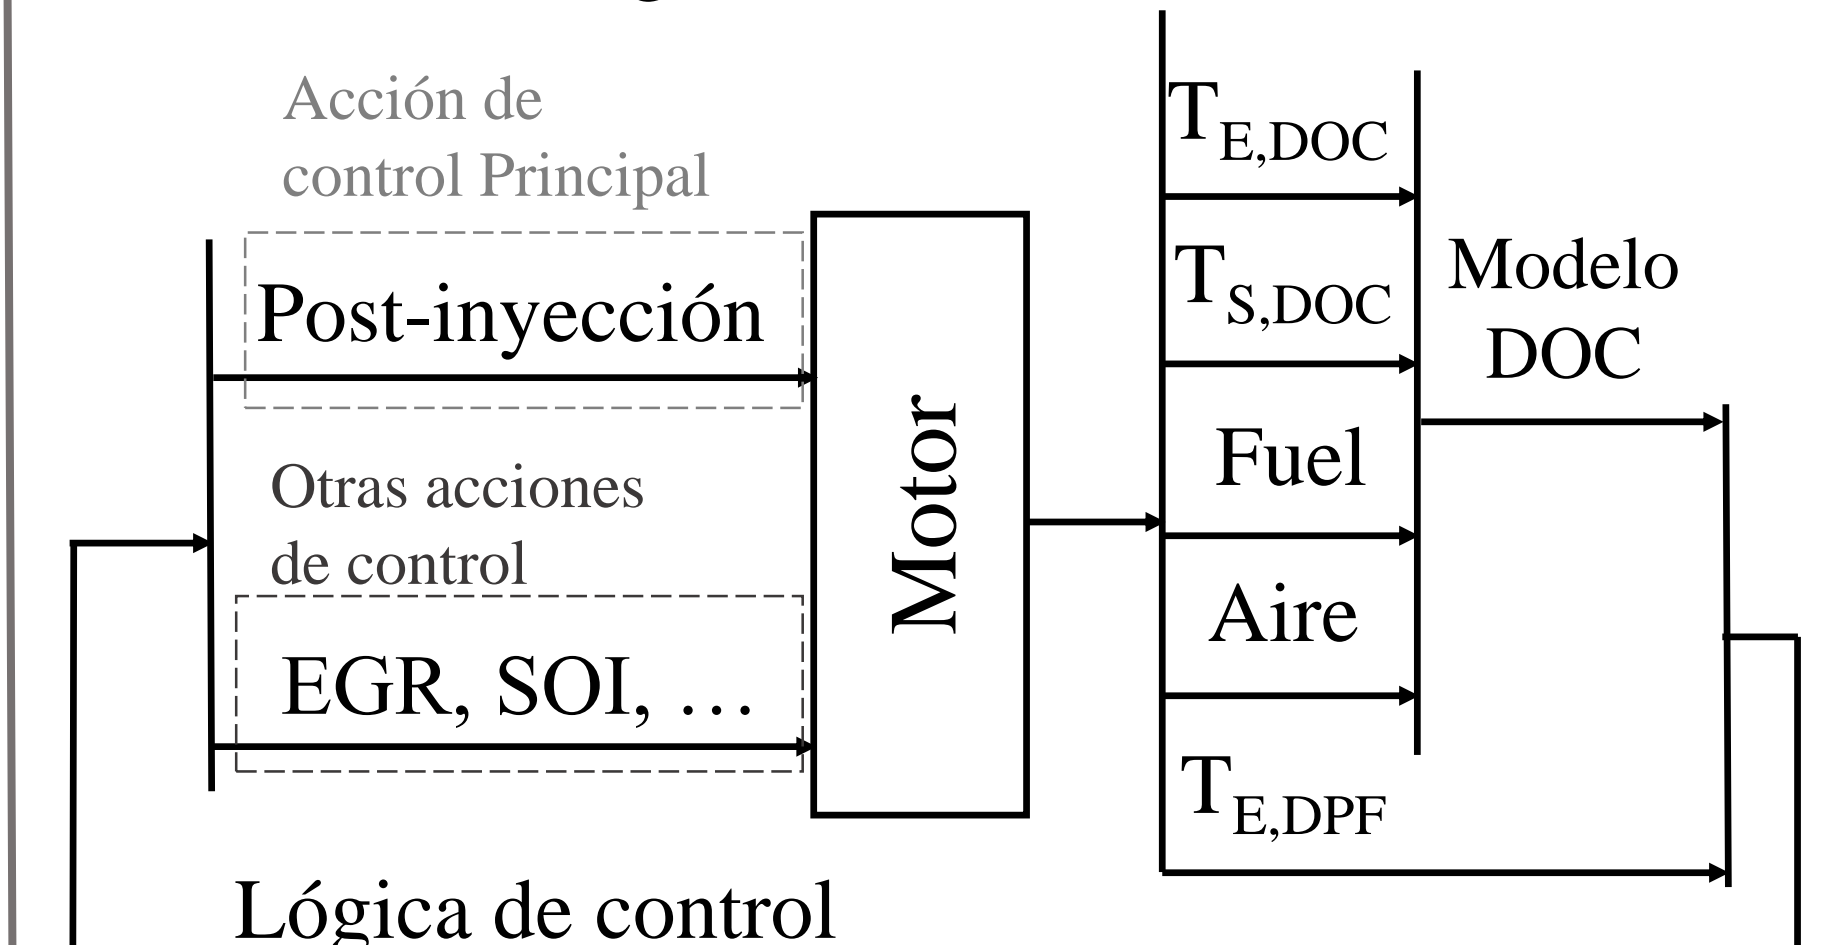 Acción de
control Principal
Post-inyección
Otras acciones
de control
EGR, SOI, …
Motor
T_E,DOC
T_S,DOC
Fuel
Aire
T_E,DPF
Modelo
DOC
Lógica de control